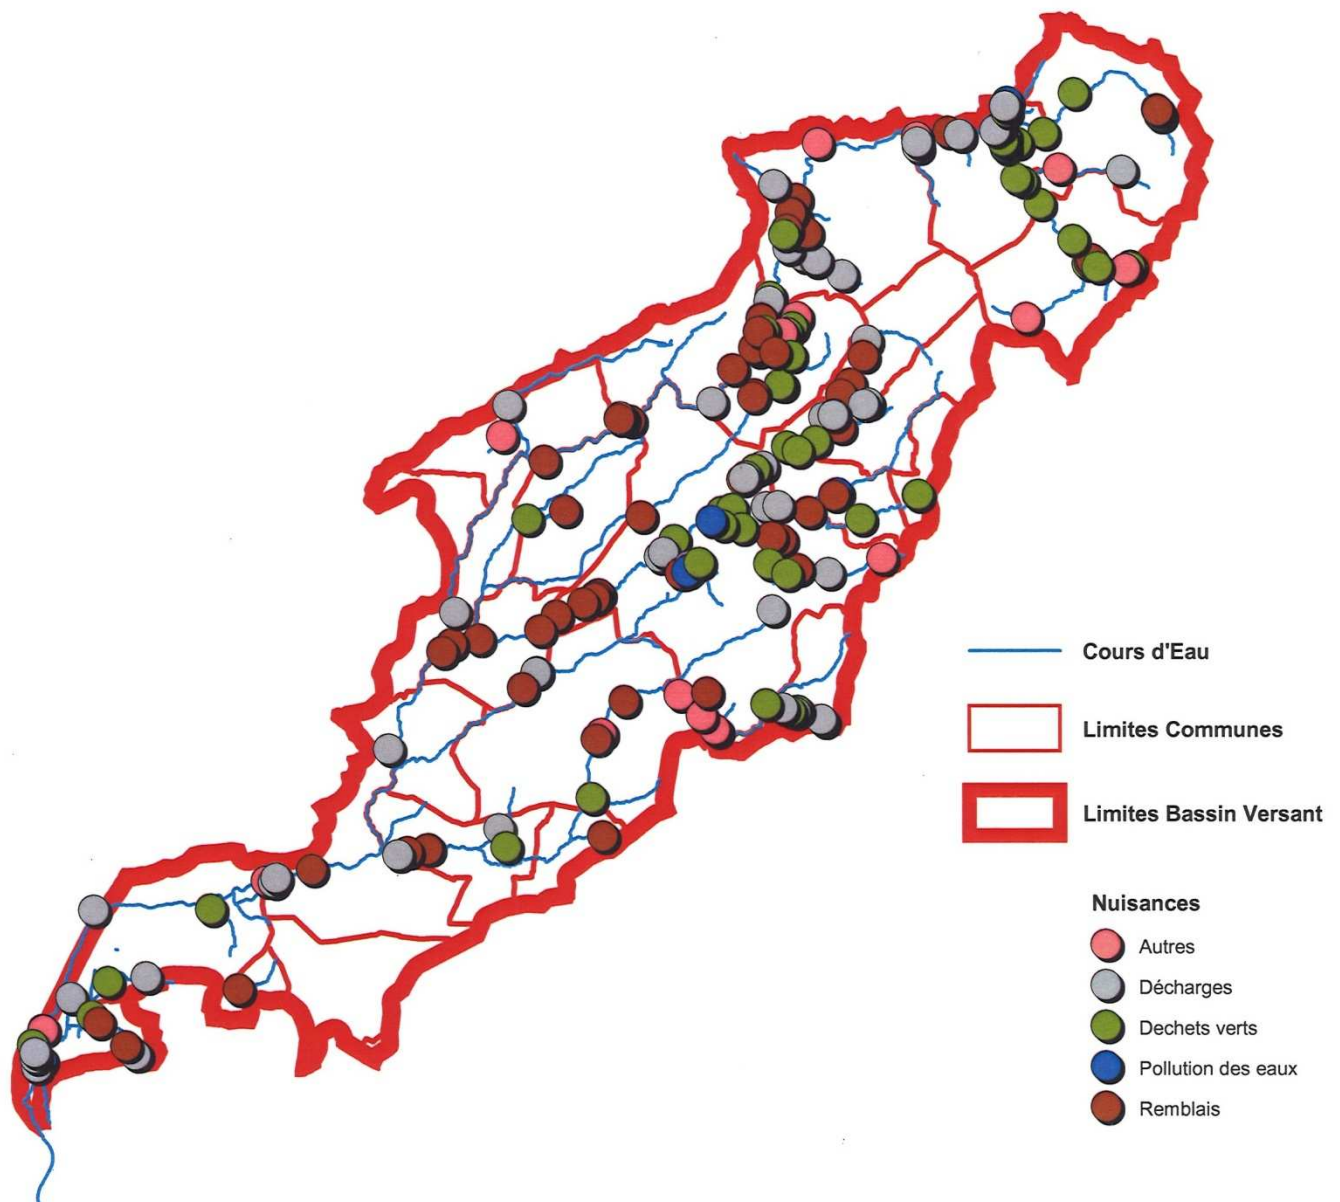 Cours d'Eau
Limites Communes
Limites Bassin Versant
Nuisances
Autres
Décharges
Dechets verts
Pollution des eaux
Remblais